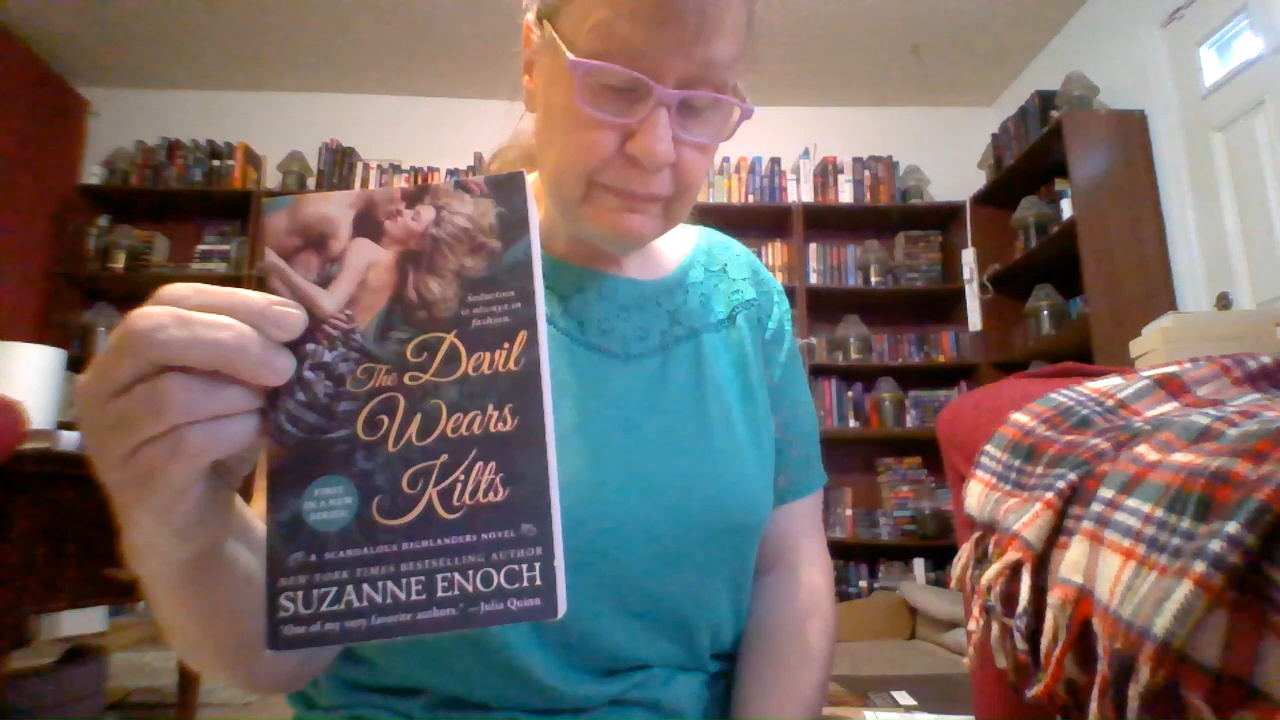 Seduction
is always in
fashion.
The Devil
Wears
Kilts
FIRST
IN A NEW
SERIES!
A SCANDALOUS HIGHLANDERS NOVEL
NEW YORK TIMES BESTSELLING AUTHOR
SUZANNE ENOCH
"One of my very favorite authors." —Julia Quinn